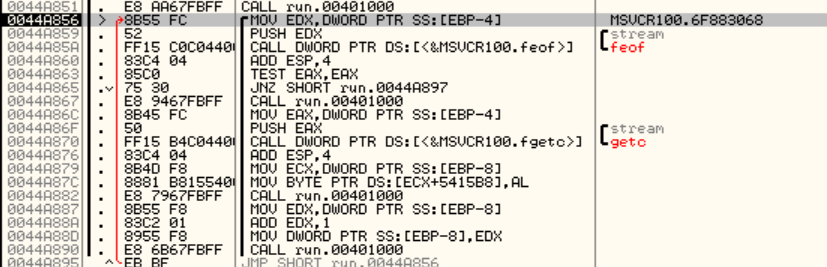 0044A851 . E8 AA67FBFF CALL run.00401000
0044A856 > 8B55 FC MOV EDX,DWORD PTR SS:[EBP-4] MSVCR100.6F883068
0044A859 . 52 PUSH EDX stream
0044A85A . FF15 C0C0440 CALL DWORD PTR DS:[<&MSVCR100.feof>] feof
0044A860 . 83C4 04 ADD ESP,4
0044A863 . 85C0 TEST EAX,EAX
0044A865 . 75 30 JNZ SHORT run.0044A897
0044A867 . E8 9467FBFF CALL run.00401000
0044A86C . 8B45 FC MOV EAX,DWORD PTR SS:[EBP-4]
0044A86F . 50 PUSH EAX stream
0044A870 . FF15 B4C0440 CALL DWORD PTR DS:[<&MSVCR100.fgetc>] getc
0044A876 . 83C4 04 ADD ESP,4
0044A879 . 8B4D F8 MOV ECX,DWORD PTR SS:[EBP-8]
0044A87C . 8881 B8155400 MOV BYTE PTR DS:[ECX+5415B8],AL
0044A882 . E8 7967FBFF CALL run.00401000
0044A887 . 8B55 F8 MOV EDX,DWORD PTR SS:[EBP-8]
0044A88A . 83C2 01 ADD EDX,1
0044A88D . 8955 F8 MOV DWORD PTR SS:[EBP-8],EDX
0044A890 . E8 6B67FBFF CALL run.00401000
0044A895 .^ EB BF JMP SHORT run.0044A856